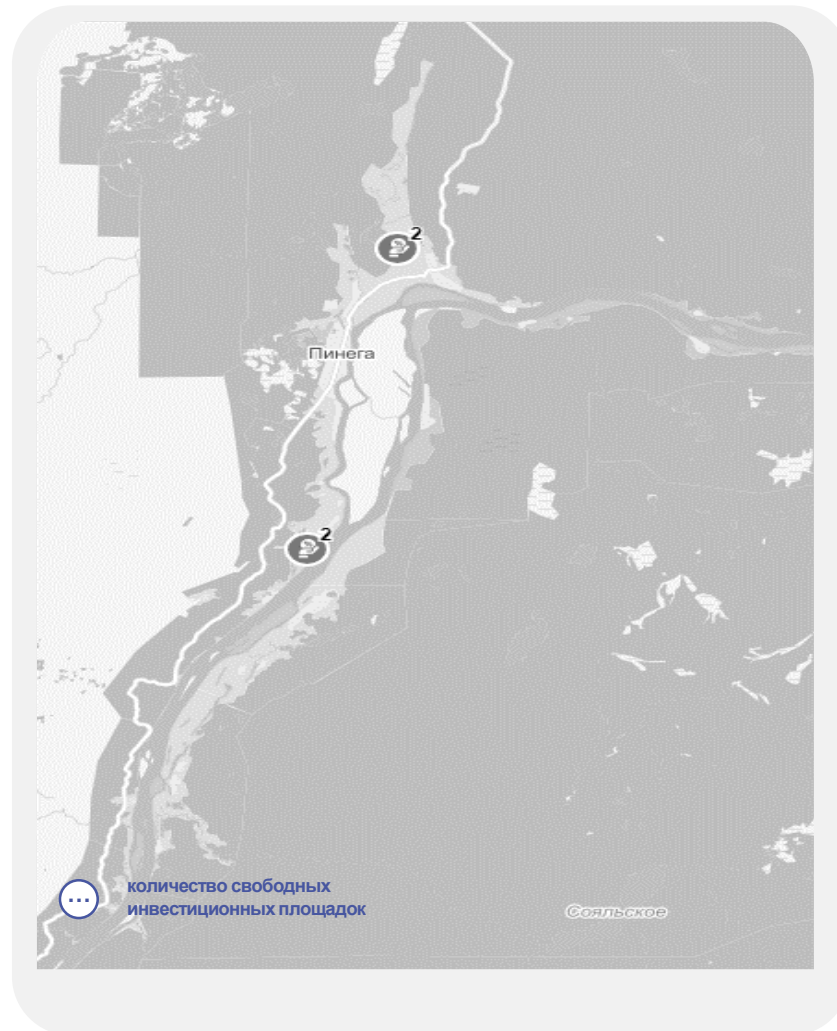 2
Пинега
2
...
количество свободных
инвестиционных площадок
Сояльское